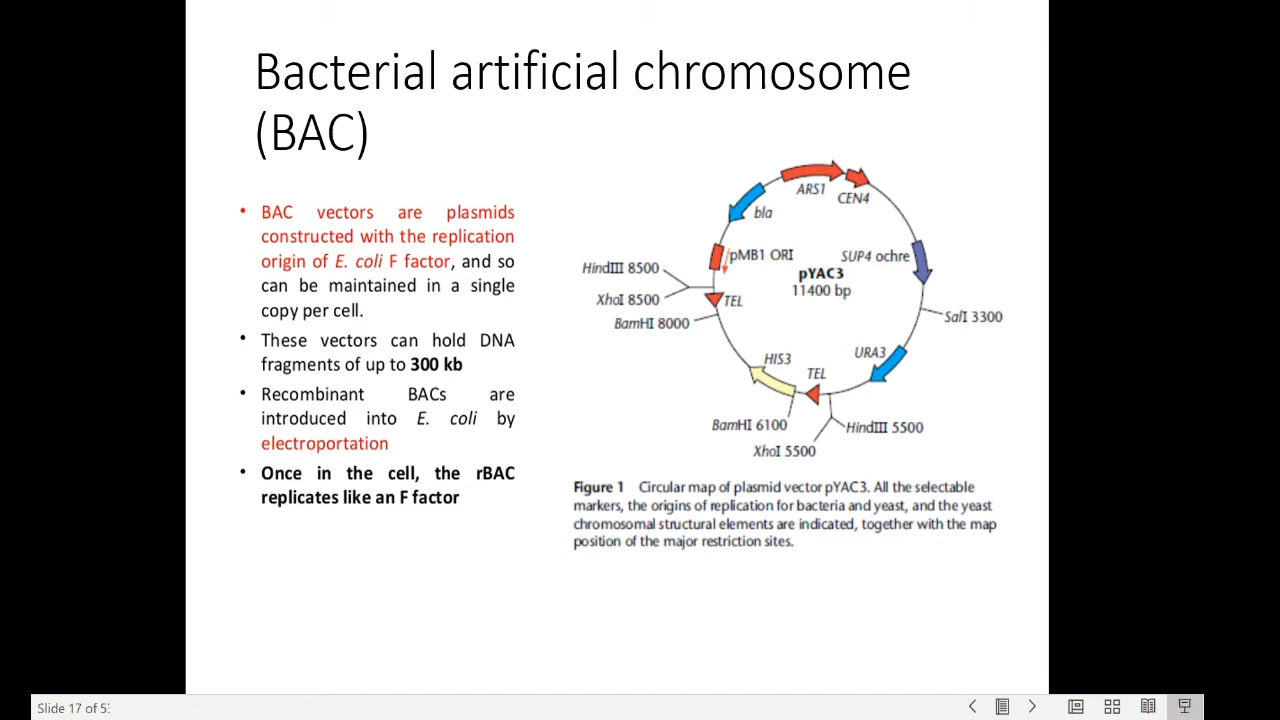 Bacterial artificial chromosome
(BAC)
• BAC vectors are plasmids
constructed with the replication
origin of E. coli F factor, and so
can be maintained in a single
copy per cell.
• These vectors can hold DNA
fragments of up to 300 kb
• Recombinant BACs are
introduced into E. coli by
electroportation
• Once in the cell, the rBAC
replicates like an F factor
ARS1
CEN4
bla
pMB1 ORI
SUP4 ochre
pYAC3
11400 bp
HindIII 8500
XhoI 8500
TEL
BamHI 8000
SalI 3300
HIS3
URA3
TEL
BamHI 6100
HindIII 5500
XhoI 5500
Figure 1 Circular map of plasmid vector pYAC3. All the selectable
markers, the origins of replication for bacteria and yeast, and the yeast
chromosomal structural elements are indicated, together with the map
position of the major restriction sites.
Slide 17 of